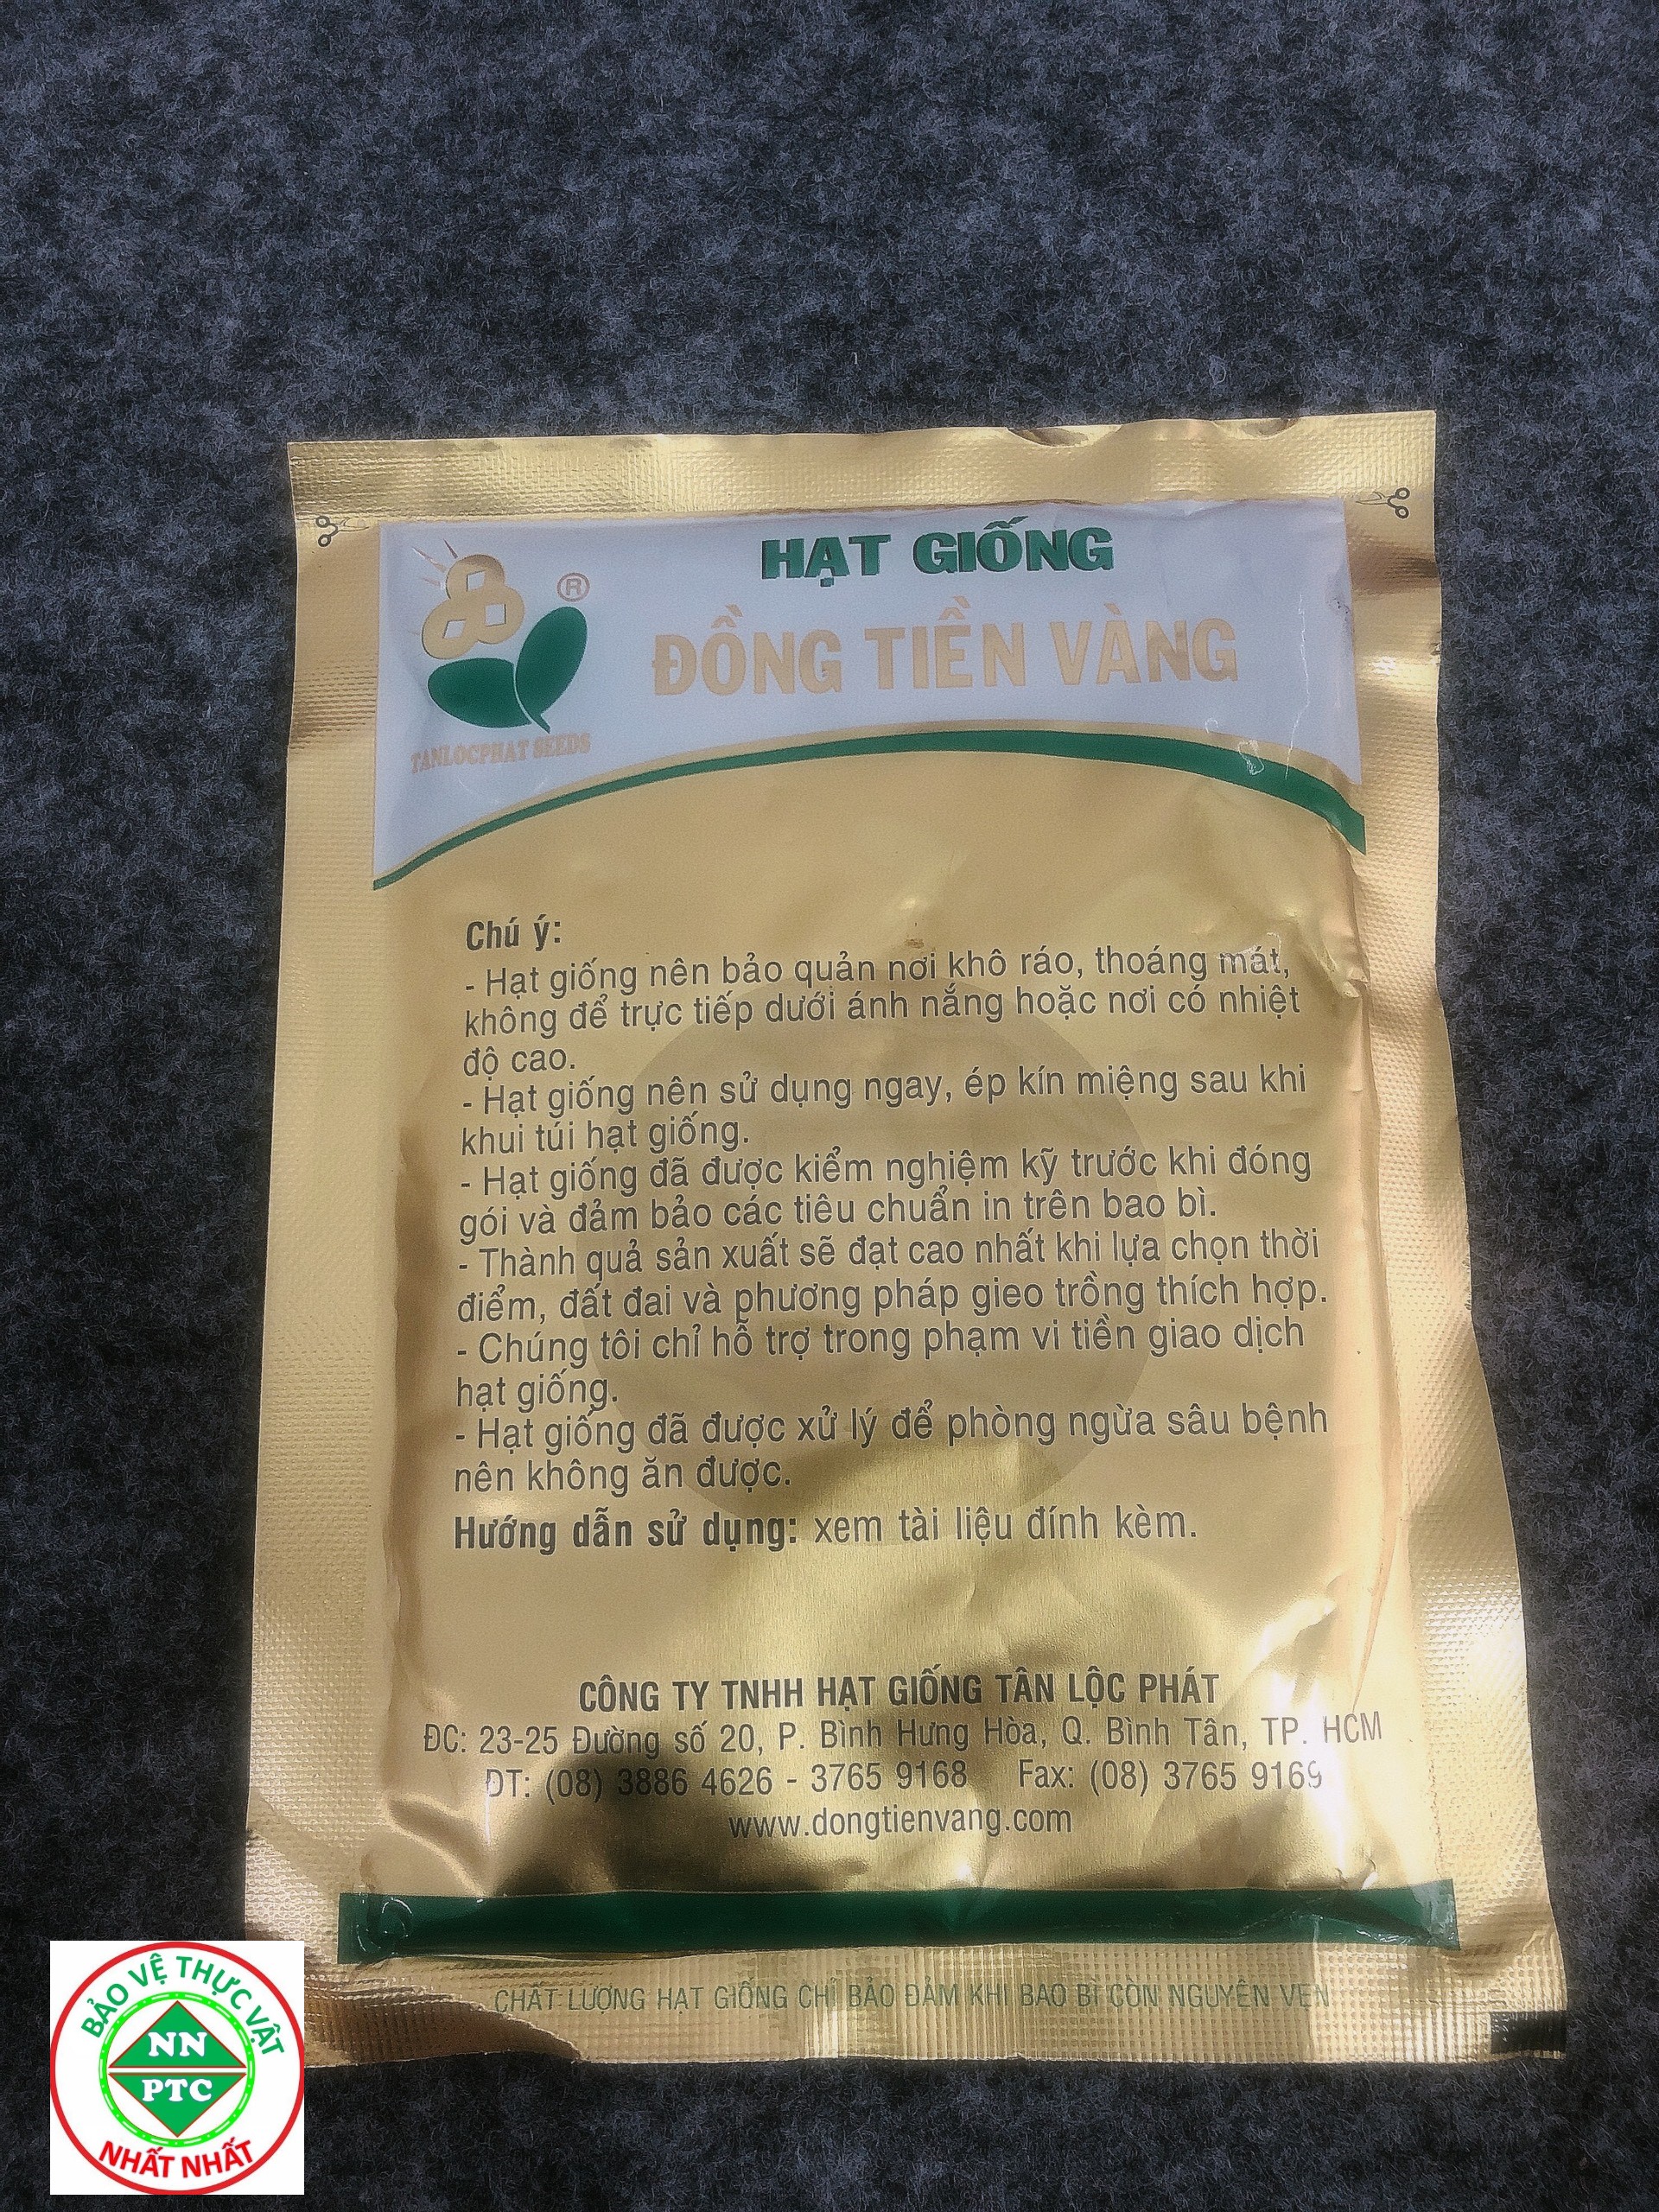 HẠT GIỐNG
ĐỒNG TIỀN VÀNG
®
TANLOCPHAT SEEDS
Chú ý:
- Hạt giống nên bảo quản nơi khô ráo, thoáng mát,
không để trực tiếp dưới ánh nắng hoặc nơi có nhiệt
độ cao.
- Hạt giống nên sử dụng ngay, ép kín miệng sau khi
khui túi hạt giống.
- Hạt giống đã được kiểm nghiệm kỹ trước khi đóng
gói và đảm bảo các tiêu chuẩn in trên bao bì.
- Thành quả sản xuất sẽ đạt cao nhất khi lựa chọn thời
điểm, đất đai và phương pháp gieo trồng thích hợp.
- Chúng tôi chỉ hỗ trợ trong phạm vi tiền giao dịch
hạt giống.
- Hạt giống đã được xử lý để phòng ngừa sâu bệnh
nên không ăn được.
Hướng dẫn sử dụng: xem tài liệu đính kèm.
CÔNG TY TNHH HẠT GIỐNG TÂN LỘC PHÁT
ĐC: 23-25 Đường số 20, P. Bình Hưng Hòa, Q. Bình Tân, TP. HCM
ĐT: (08) 3886 4626 - 3765 9168 Fax: (08) 3765 9169
www.dongtienvang.com
CHẤT LƯỢNG HẠT GIỐNG CHỈ BẢO ĐẢM KHI BAO BÌ CÒN NGUYÊN VẸN
BẢO VỆ THỰC VẬT
NN
PTC
NHẤT NHẤT